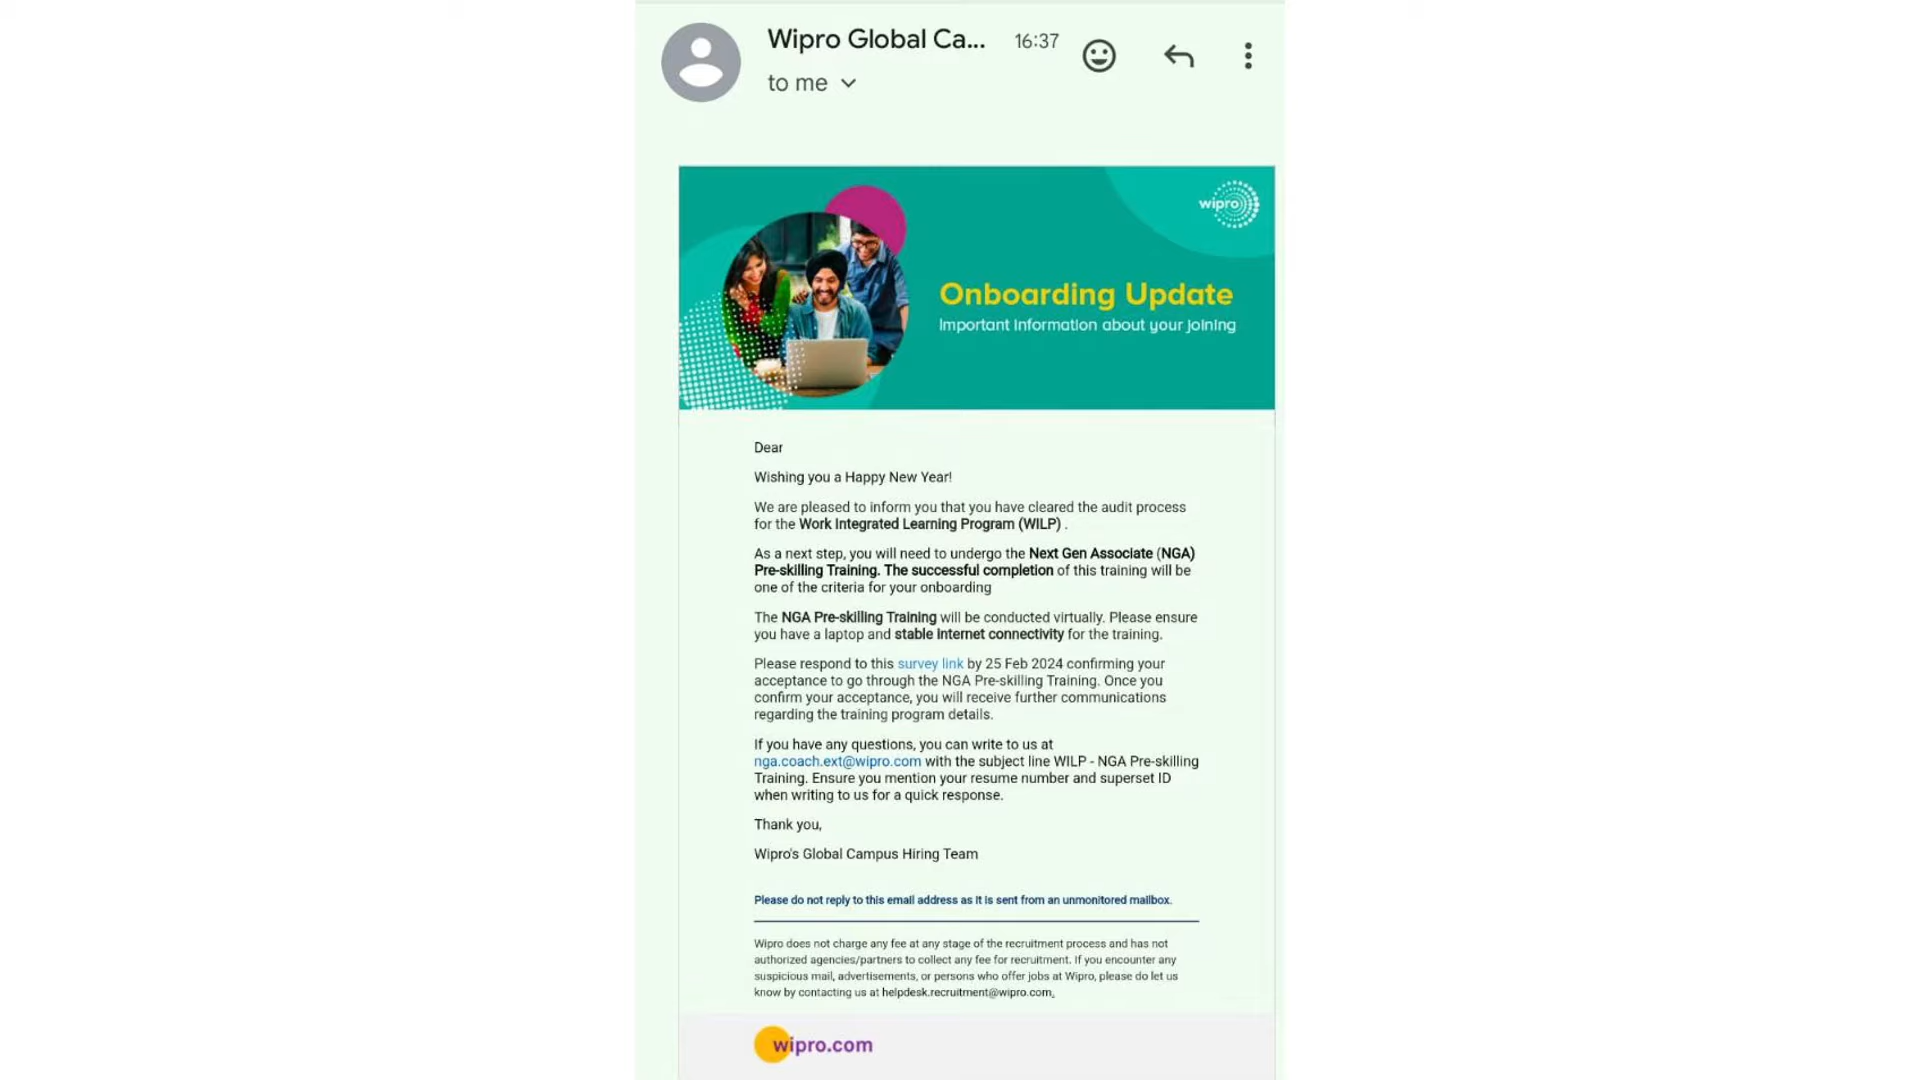 Wipro Global Ca... 16:37
to me
wipro
Onboarding Update
Important information about your joining
Dear
Wishing you a Happy New Year!
We are pleased to inform you that you have cleared the audit process
for the Work Integrated Learning Program (WILP) .
As a next step, you will need to undergo the Next Gen Associate (NGA)
Pre-skilling Training. The successful completion of this training will be
one of the criteria for your onboarding
The NGA Pre-skilling Training will be conducted virtually. Please ensure
you have a laptop and stable internet connectivity for the training.
Please respond to this survey link by 25 Feb 2024 confirming your
acceptance to go through the NGA Pre-skilling Training. Once you
confirm your acceptance, you will receive further communications
regarding the training program details.
If you have any questions, you can write to us at
nga.coach.ext@wipro.com with the subject line WILP - NGA Pre-skilling
Training. Ensure you mention your resume number and superset ID
when writing to us for a quick response.
Thank you,
Wipro's Global Campus Hiring Team
Please do not reply to this email address as it is sent from an unmonitored mailbox.
Wipro does not charge any fee at any stage of the recruitment process and has not
authorized agencies/partners to collect any fee for recruitment. If you encounter any
suspicious mail, advertisements, or persons who offer jobs at Wipro, please do let us
know by contacting us at helpdesk.recruitment@wipro.com.
wipro.com